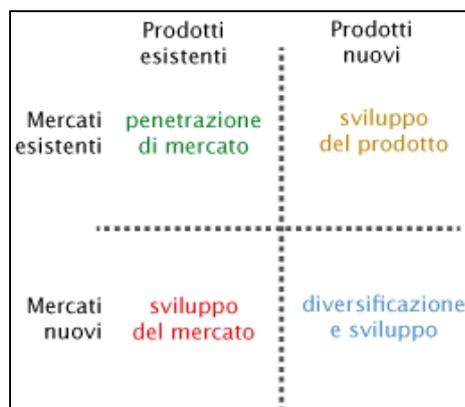 Prodotti
esistenti
Prodotti
nuovi
Mercati
esistenti
penetrazione
di mercato
sviluppo
del prodotto
Mercati
nuovi
sviluppo
del mercato
diversificazione
e sviluppo